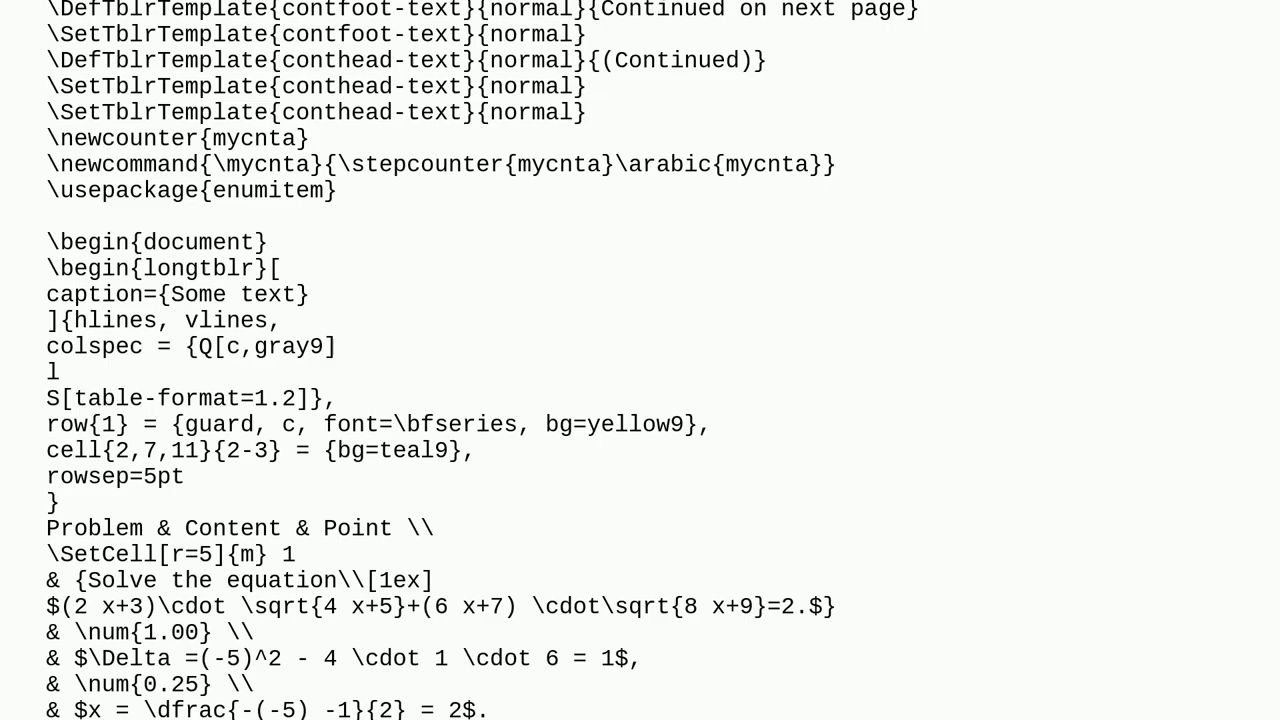 \DefTblrTemplate{contfoot-text}{normal}{Continued on next page}
\SetTblrTemplate{contfoot-text}{normal}
\DefTblrTemplate{conthead-text}{normal}{(Continued)}
\SetTblrTemplate{conthead-text}{normal}
\SetTblrTemplate{conthead-text}{normal}
\newcounter{mycnta}
\newcommand{\mycnta}{\stepcounter{mycnta}\arabic{mycnta}}
\usepackage{enumitem}

\begin{document}
\begin{longtblr}[
caption={Some text}
]{hlines, vlines,
colspec = {Q[c,gray9]
l
S[table-format=1.2]},
row{1} = {guard, c, font=\bfseries, bg=yellow9},
cell{2,7,11}{2-3} = {bg=teal9},
rowsep=5pt
}
Problem & Content & Point \\
\SetCell[r=5]{m} 1
& {Solve the equation\\[1ex]
$(2 x+3)\cdot \sqrt{4 x+5}+(6 x+7) \cdot\sqrt{8 x+9}=2.$}
& \num{1.00} \\
& $\Delta =(-5)^2 - 4 \cdot 1 \cdot 6 = 1$,
& \num{0.25} \\
& $x = \dfrac{-(-5) -1}{2} = 2$.